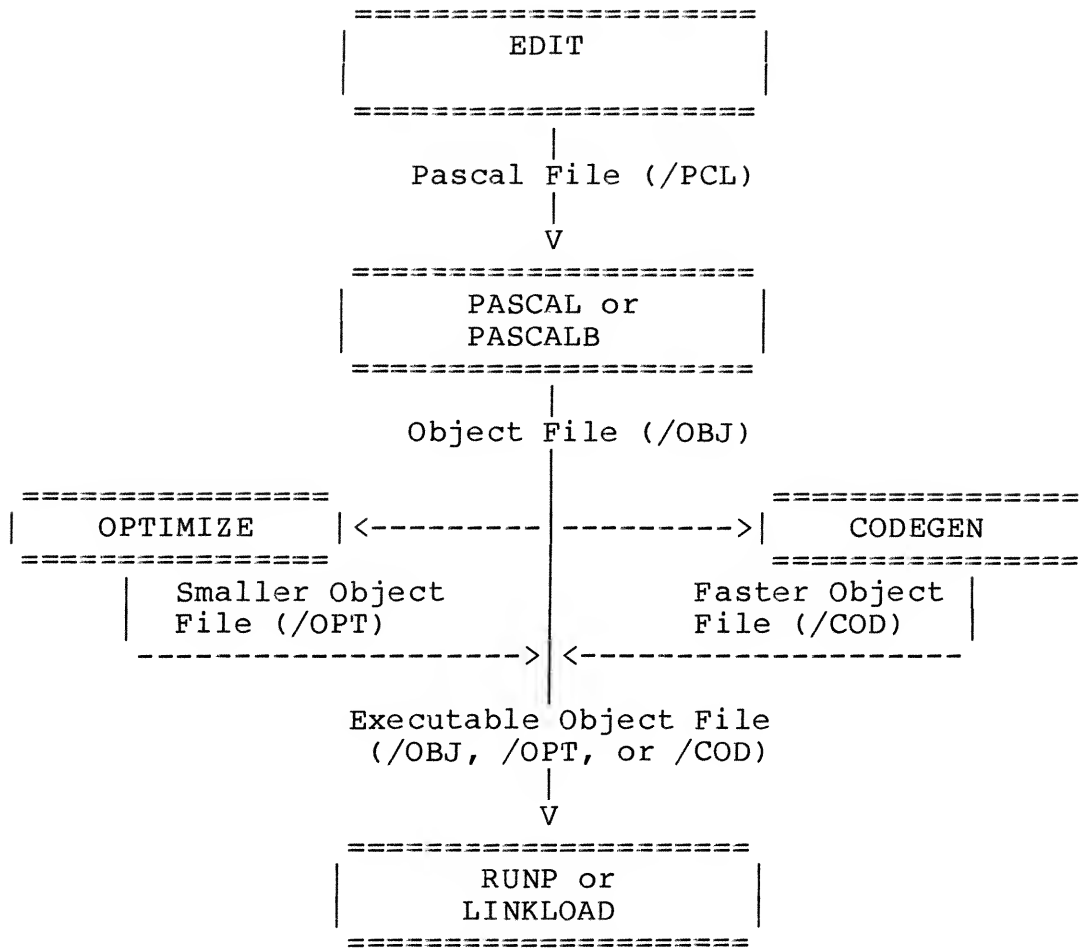 EDIT
Pascal File (/PCL)
V
PASCAL or
PASCALB
Object File (/OBJ)
OPTIMIZE
CODEGEN
Smaller Object
File (/OPT)
Faster Object
File (/COD)
Executable Object File
(/OBJ, /OPT, or /COD)
V
RUNP or
LINKLOAD